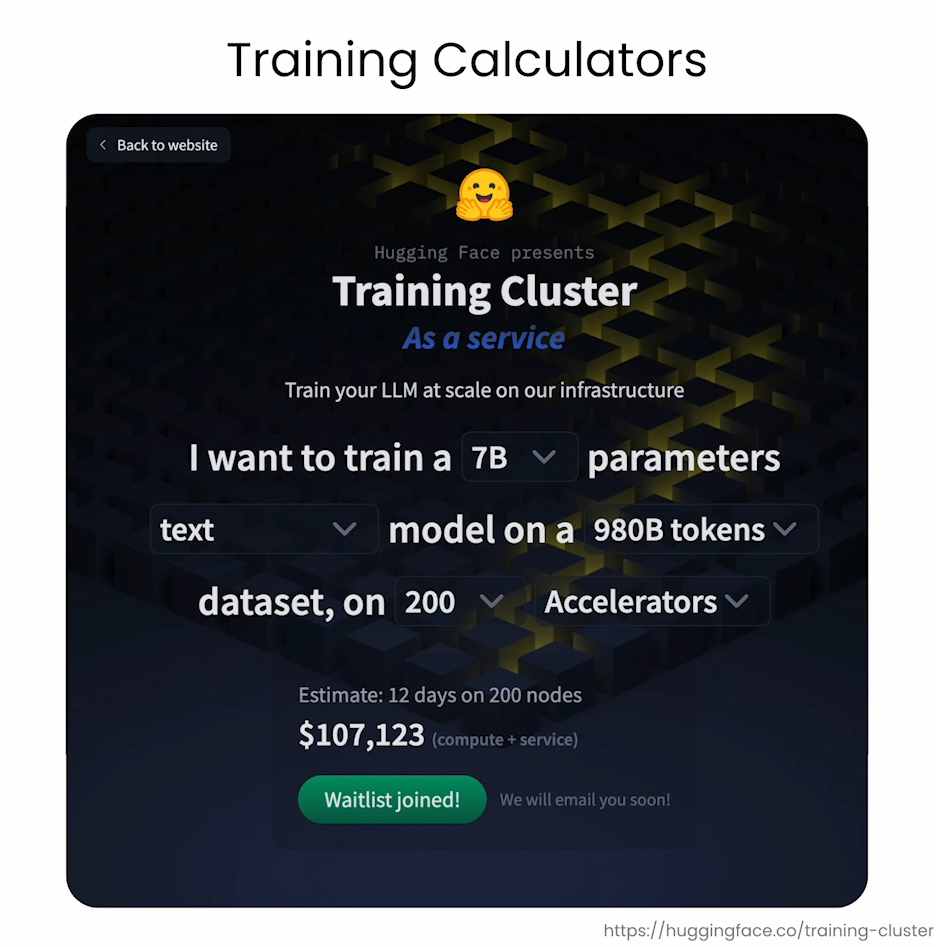 Training Calculators
Back to website
Hugging Face presents
Training Cluster
As a service
Train your LLM at scale on our infrastructure
I want to train a 7B parameters
text model on a 980B tokens
dataset, on 200 Accelerators
Estimate: 12 days on 200 nodes
$107,123 (compute + service)
Waitlist joined! We will email you soon!
https://huggingface.co/training-cluster